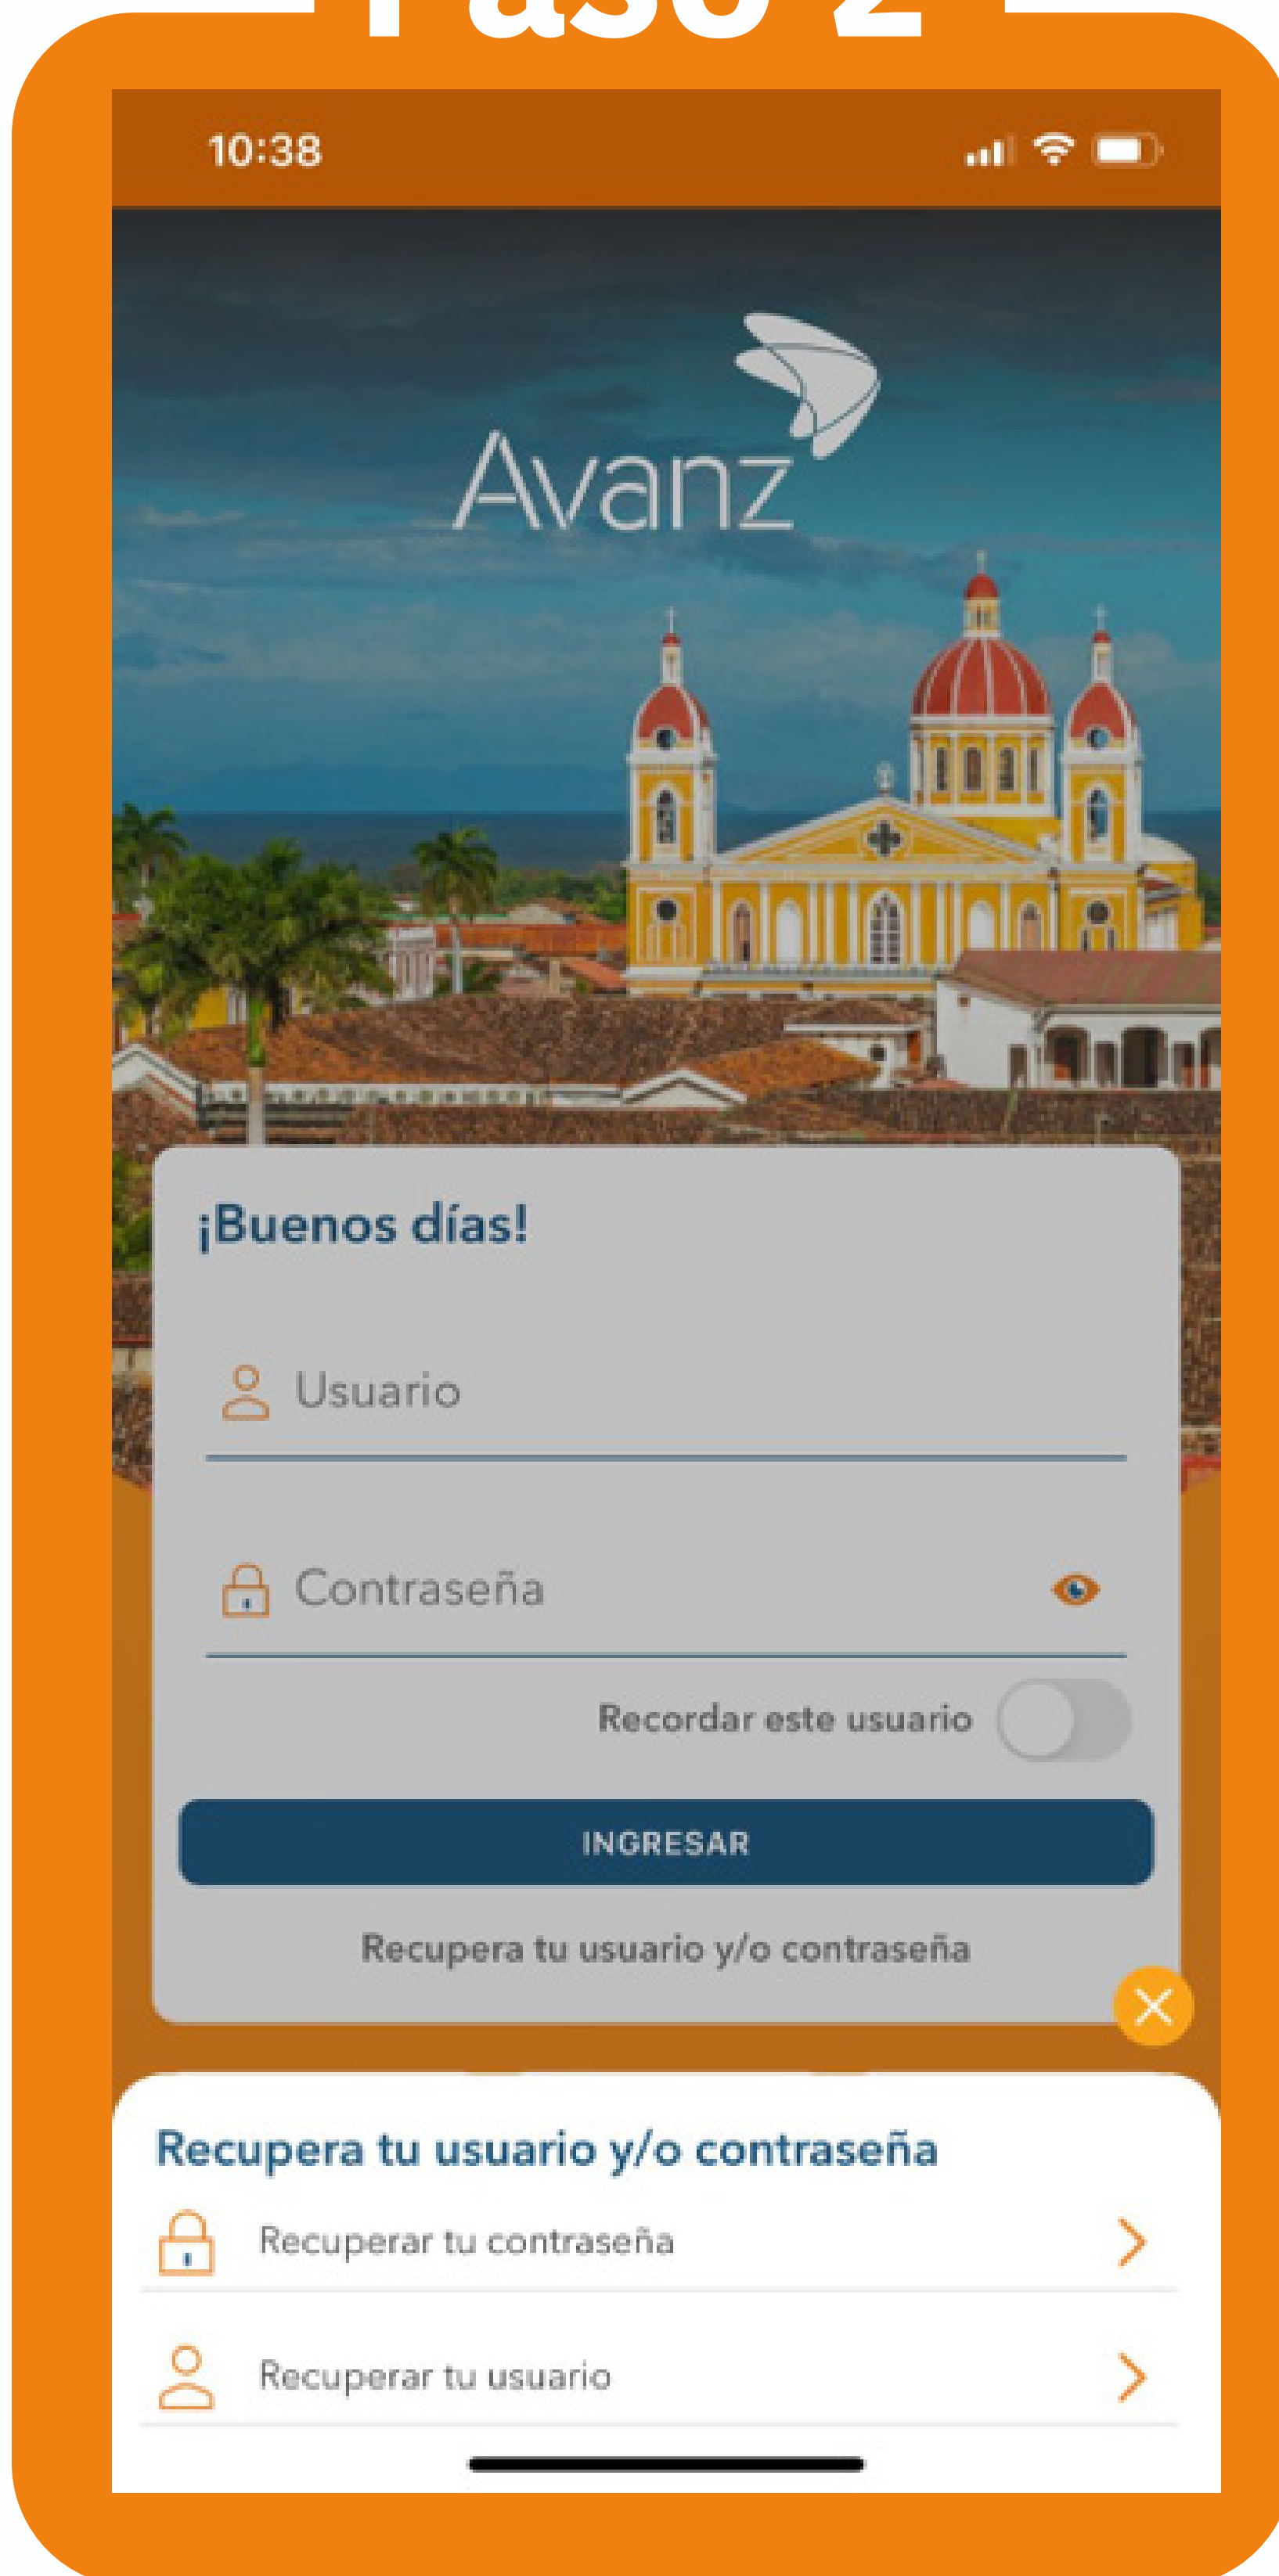 Paso 2
10:38
Avanz
¡Buenos días!
Usuario
Contraseña
Recordar este usuario
INGRESAR
Recupera tu usuario y/o contraseña
Recupera tu usuario y/o contraseña
Recuperar tu contraseña
Recuperar tu usuario